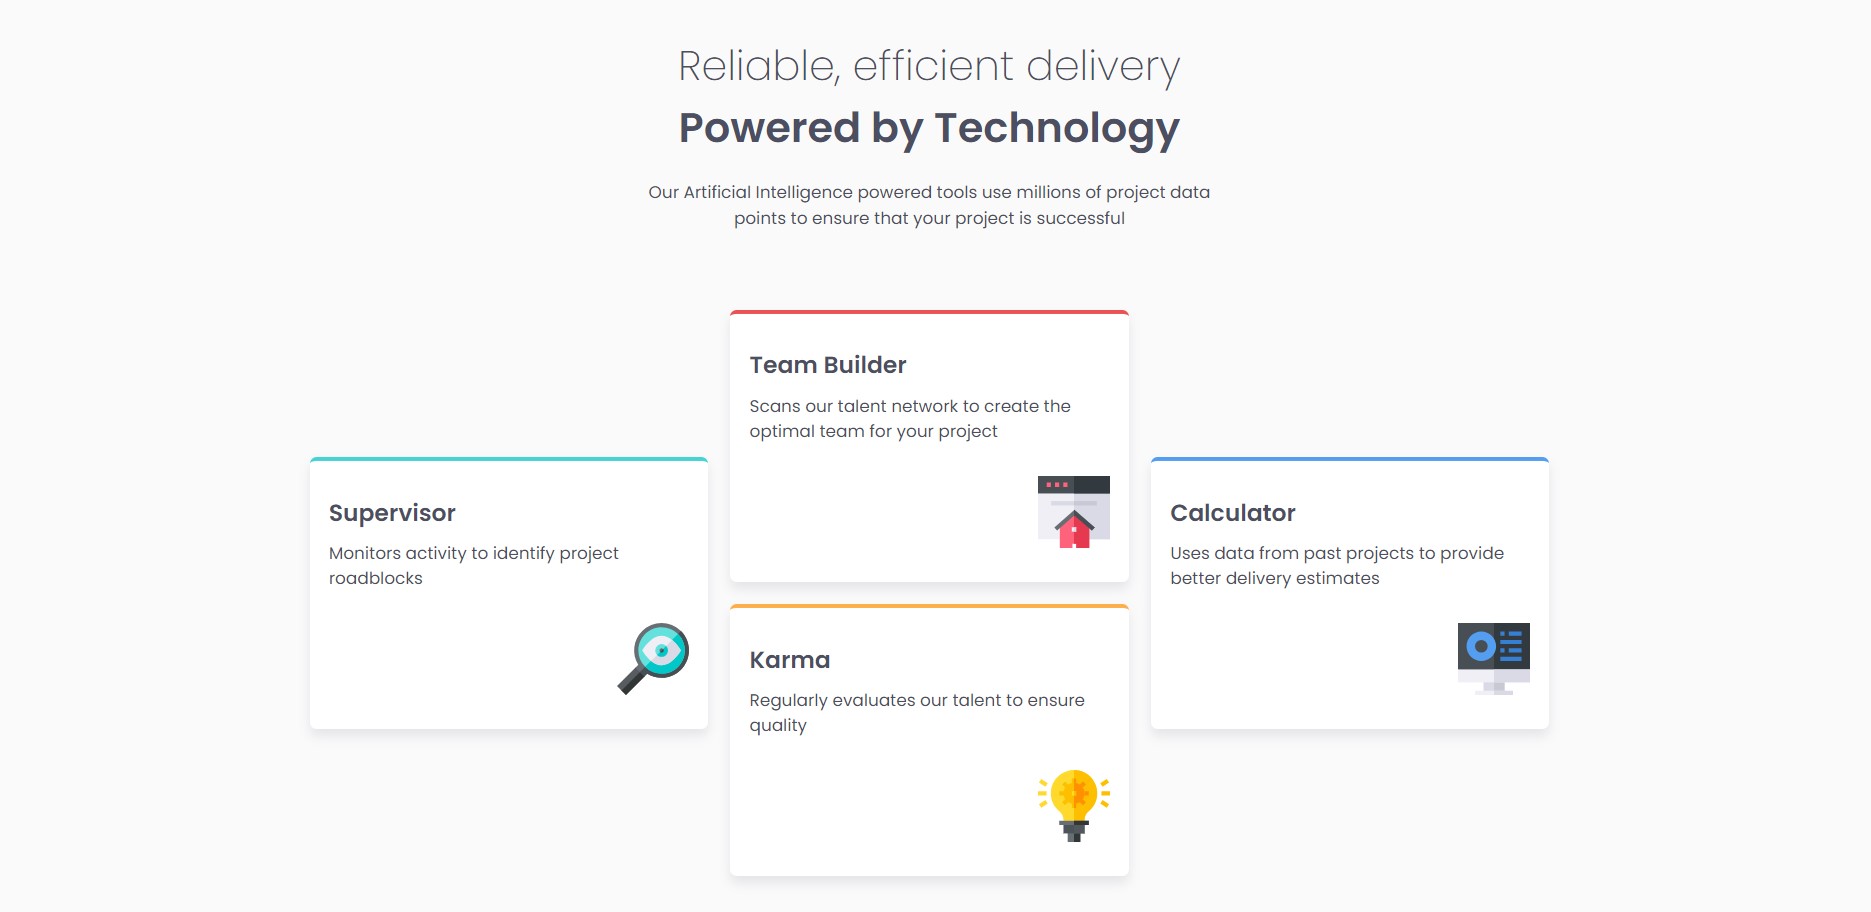 Reliable, efficient delivery
Powered by Technology
Our Artificial Intelligence powered tools use millions of project data
points to ensure that your project is successful
Supervisor
Monitors activity to identify project
roadblocks
Team Builder
Scans our talent network to create the
optimal team for your project
Karma
Regularly evaluates our talent to ensure
quality
Calculator
Uses data from past projects to provide
better delivery estimates